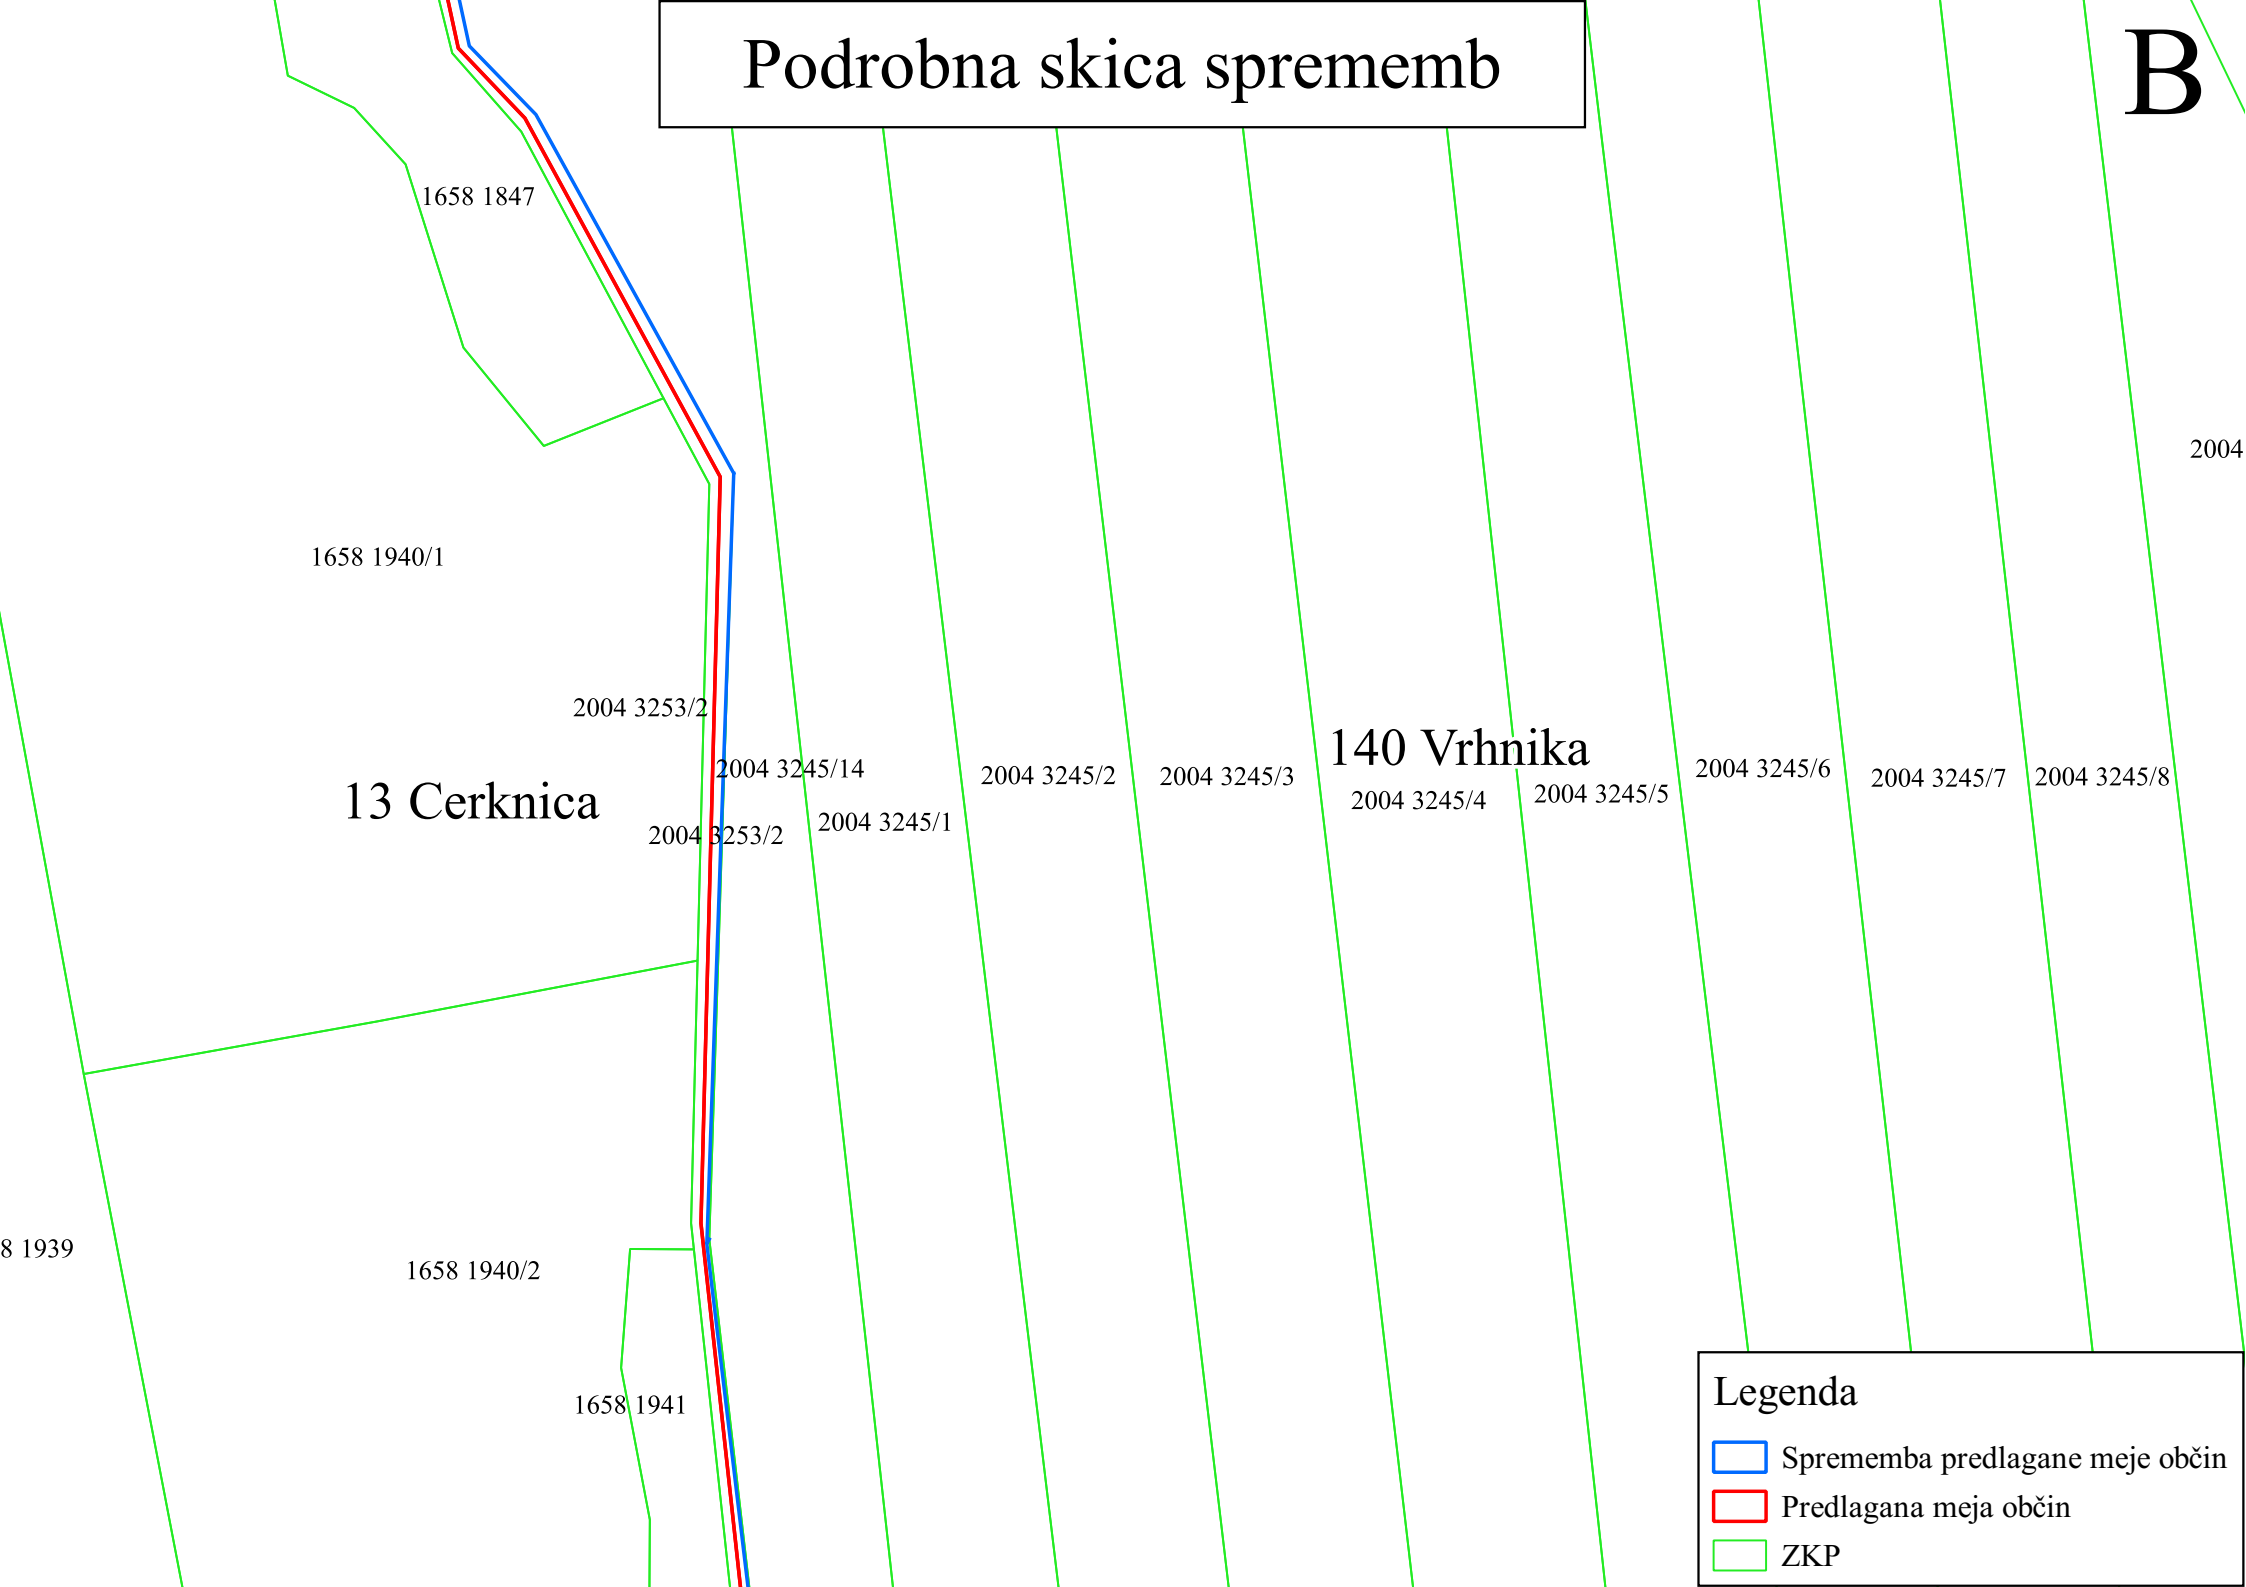 Podrobna skica sprememb
B
1658 1847
2004
1658 1940/1
2004 3253/2
140 Vrhnika
2004 3245/14
2004 3245/2
2004 3245/3
2004 3245/6
2004 3245/7
2004 3245/8
13 Cerknica
2004 3245/4
2004 3245/5
2004 3245/1
2004 3253/2
8 1939
1658 1940/2
1658 1941
Legenda
Sprememba predlagane meje občin
Predlagana meja občin
ZKP